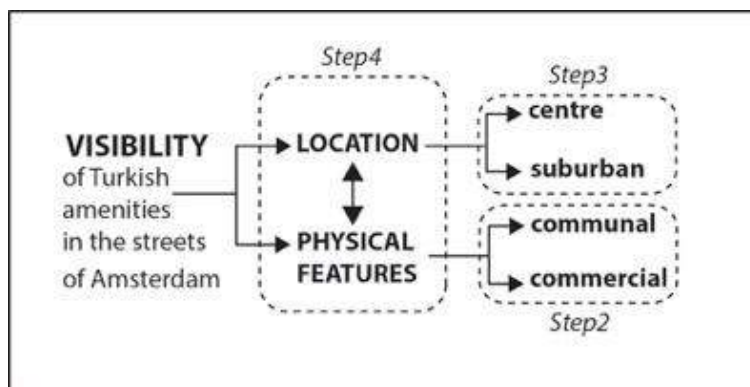 Step4
Step3
VISIBILITY
of Turkish
amenities
in the streets
of Amsterdam
LOCATION
PHYSICAL
FEATURES
centre
suburban
communal
commercial
Step2